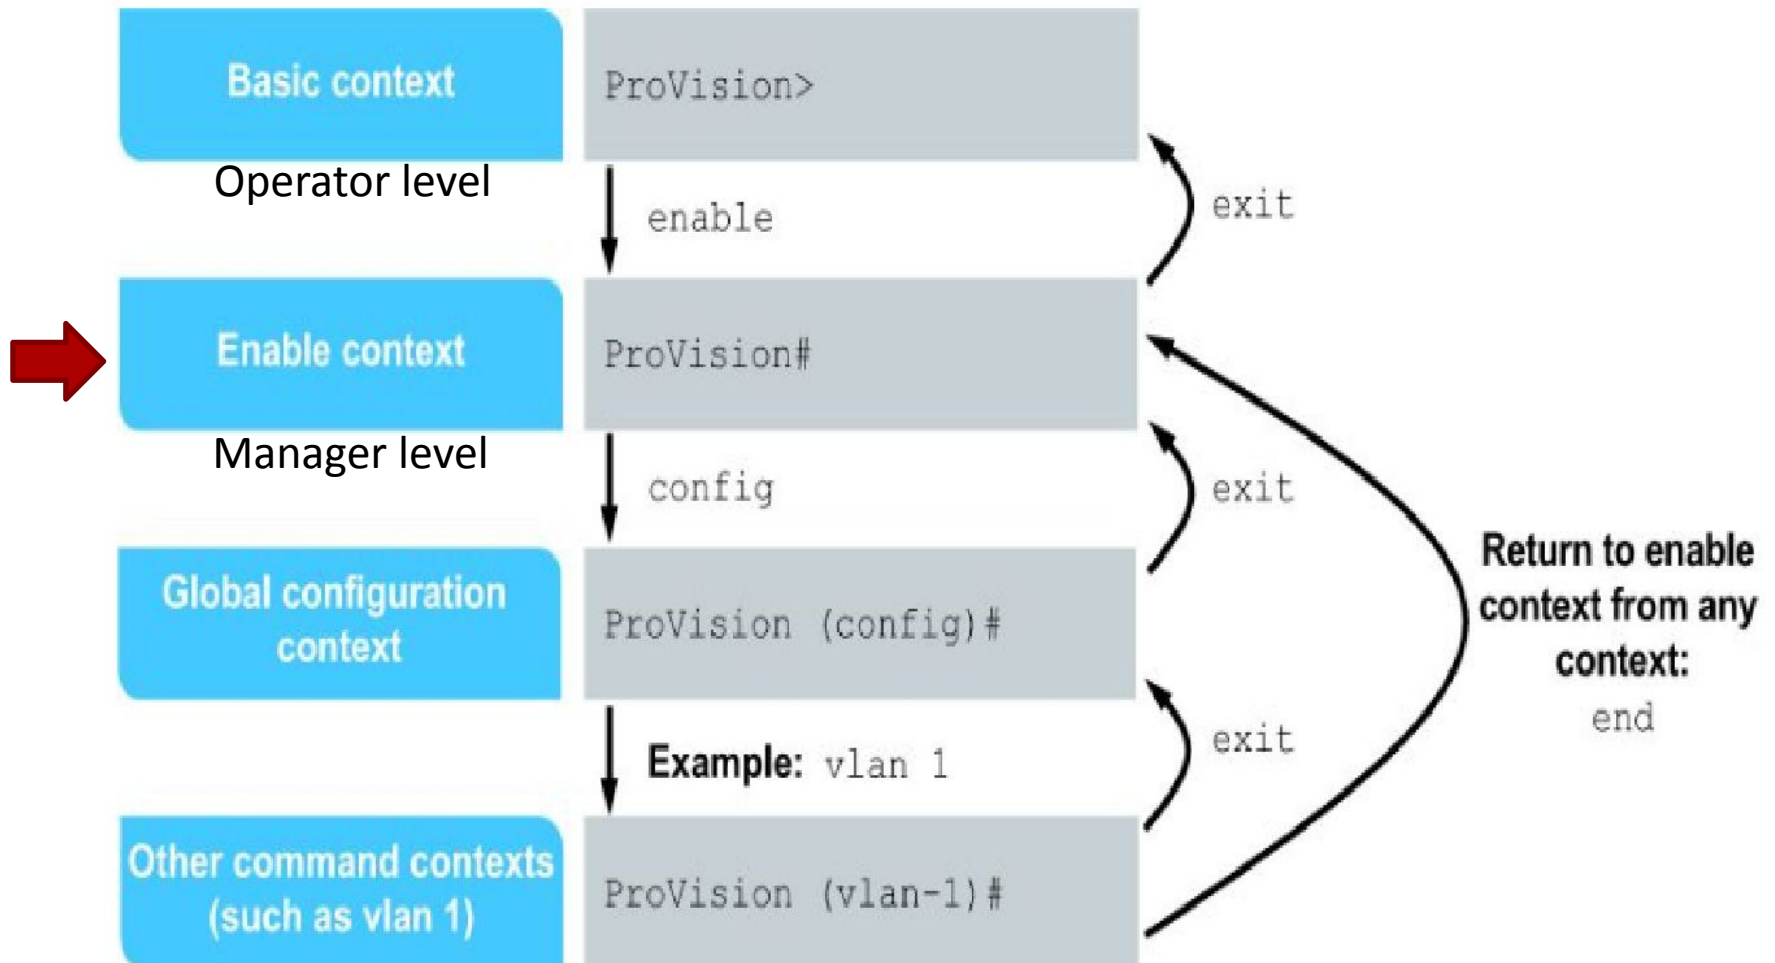 Basic context
ProVision>
Operator level
enable
exit
Enable context
ProVision#
Manager level
config
exit
Return to enable
context from any
context:
end
Global configuration
context
ProVision (config)#
Example: vlan 1
exit
Other command contexts
(such as vlan 1)
ProVision (vlan-1)#